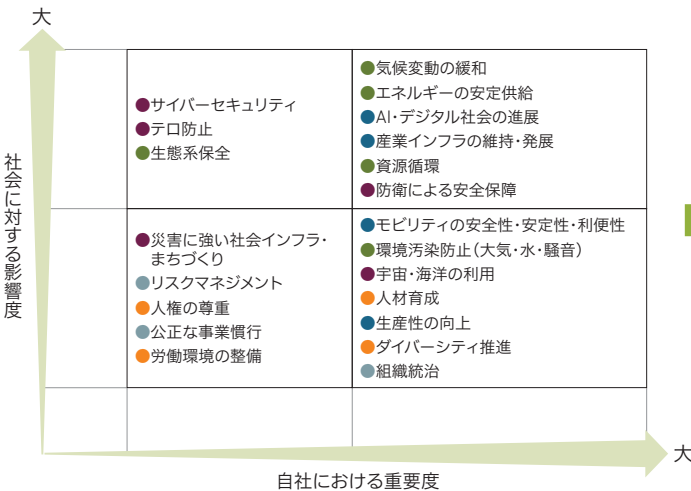 大
社会に対する影響度
●サイバーセキュリティ
●テロ防止
●生態系保全
●気候変動の緩和
●エネルギーの安定供給
●AI・デジタル社会の進展
●産業インフラの維持・発展
●資源循環
●防衛による安全保障
●災害に強い社会インフラ・
まちづくり
●リスクマネジメント
●人権の尊重
●公正な事業慣行
●労働環境の整備
●モビリティの安全性・安定性・利便性
●環境汚染防止（大気・水・騒音）
●宇宙・海洋の利用
●人材育成
●生産性の向上
●ダイバーシティ推進
●組織統治
大
自社における重要度